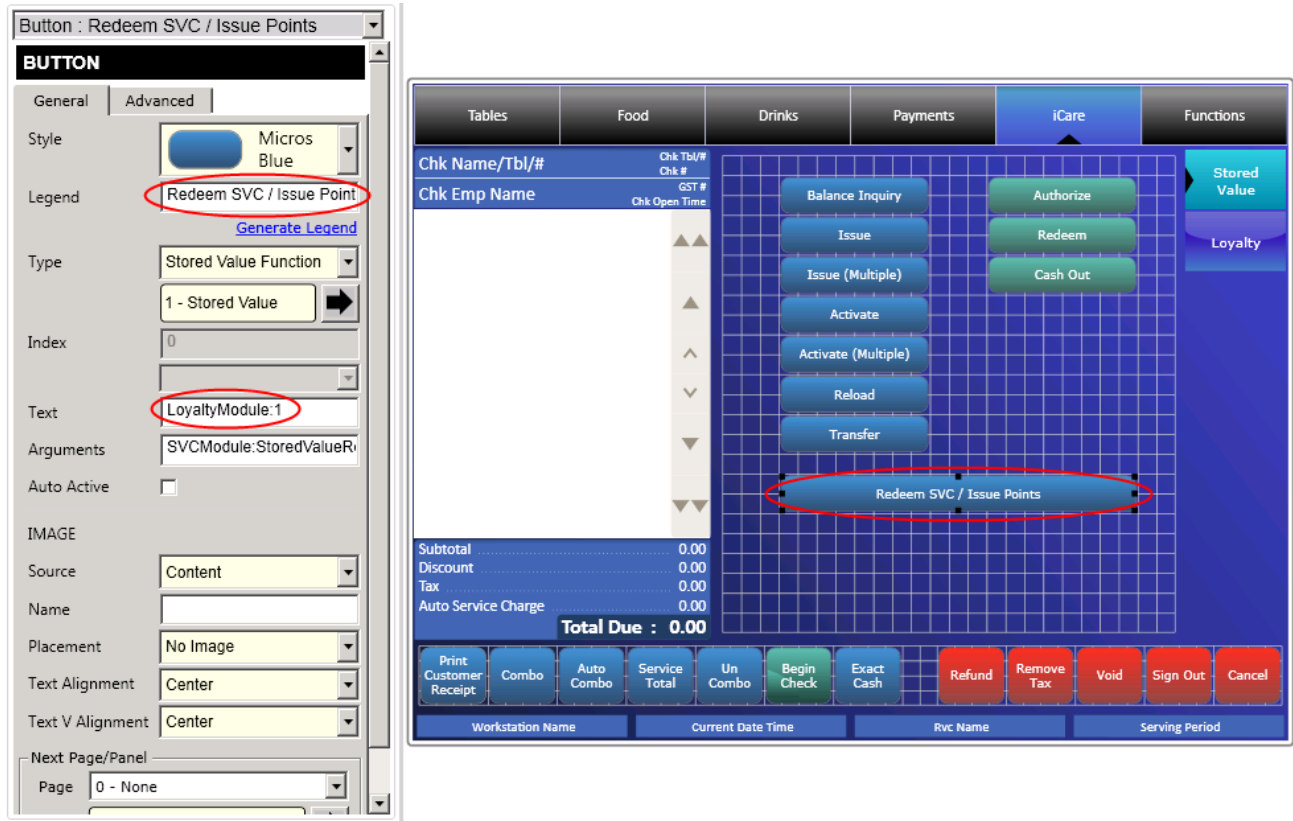 Button : Redeem SVC / Issue Points
BUTTON
General
Advanced
Style
Micros
Blue
Legend
Redeem SVC / Issue Point
Generate Legend
Type
Stored Value Function
1 - Stored Value
Index
0
Text
LoyaltyModule:1
Arguments
SVCModule:StoredValueR
Auto Active
IMAGE
Source
Content
Name
Placement
No Image
Text Alignment
Center
Text V Alignment
Center
Next Page/Panel
Page
0 - None
Tables
Food
Drinks
Payments
iCare
Functions
Chk Name/Tbl/#
Chk Tbl/#
Chk #
Chk Emp Name
GST #
Chk Open Time
Balance Inquiry
Issue
Issue (Multiple)
Activate
Activate (Multiple)
Reload
Transfer
Authorize
Redeem
Cash Out
Redeem SVC / Issue Points
Stored
Value
Loyalty
Subtotal 0.00
Discount 0.00
Tax 0.00
Auto Service Charge 0.00
Total Due : 0.00
Print
Customer
Receipt
Combo
Auto
Combo
Service
Total
Un
Combo
Begin
Check
Exact
Cash
Refund
Remove
Tax
Void
Sign Out
Cancel
Workstation Name
Current Date Time
Rvc Name
Serving Period